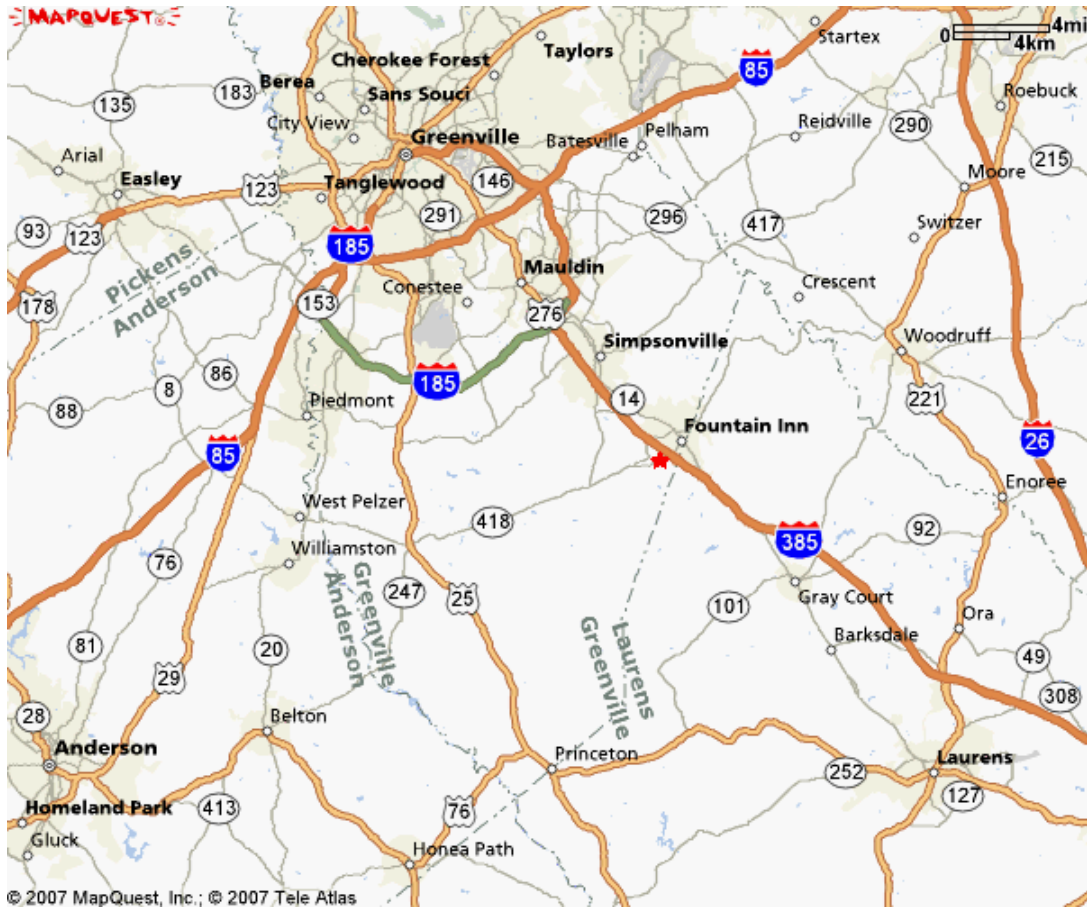 MAPQUEST
4mi
0
4km
Startex
Taylors
Cherokee Forest
85
Berea
183
Roebuck
135
Sans Souci
City View
Greenville
Batesville
Pelham
Reidville
290
Arial
215
Easley
123
Tanglewood
146
Moore
291
296
417
Switzer
93
123
185
Mauldin
Pickens
Anderson
178
153
Conestee
276
Crescent
Simpsonville
Woodruff
86
8
185
14
221
88
Piedmont
Fountain Inn
26
85
Enoree
West Pelzer
418
92
385
Williamston
76
Greenville
Anderson
247
25
101
Gray Court
Ora
81
20
Laurens
Greenville
Barksdale
49
29
308
28
Belton
Anderson
Princeton
Laurens
252
127
Homeland Park
413
76
Gluck
Honea Path
© 2007 MapQuest, Inc.; © 2007 Tele Atlas